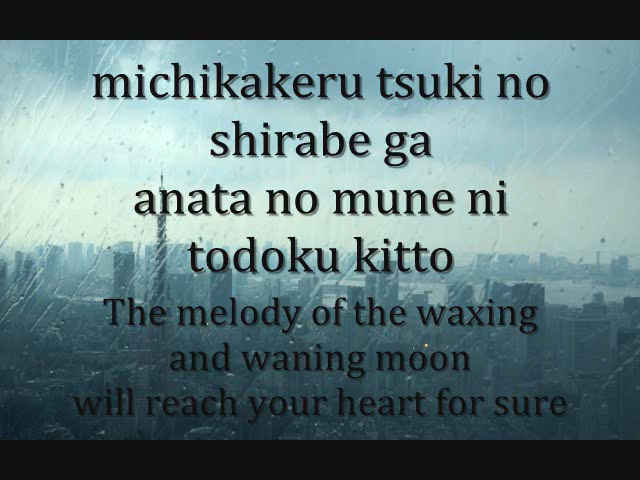 michikakeru tsuki no
shirabe ga
anata no mune ni
todoku kitto
The melody of the waxing
and waning moon
will reach your heart for sure